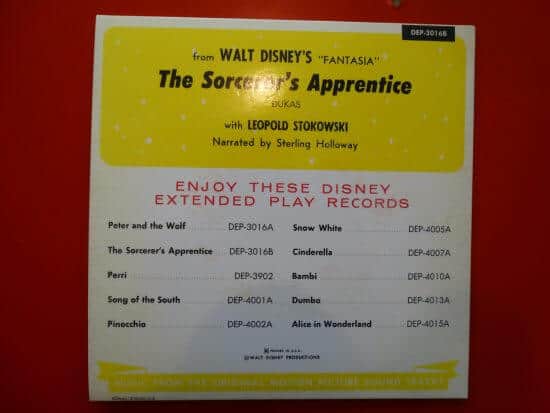 DEP-3016B
from WALT DISNEY'S "FANTASIA"
The Sorcerer's Apprentice
DUKAS
with LEOPOLD STOKOWSKI
Narrated by Sterling Holloway
ENJOY THESE DISNEY
EXTENDED PLAY RECORDS
Peter and the Wolf DEP-3016A
The Sorcerer's Apprentice DEP-3016B
Perri DEP-3902
Song of the South DEP-4001A
Pinocchio DEP-4002A
Snow White DEP-4005A
Cinderella DEP-4007A
Bambi DEP-4010A
Dumbo DEP-4013A
Alice in Wonderland DEP-4015A
PRINTED IN U.S.A.
©WALT DISNEY PRODUCTIONS
MUSIC FROM THE ORIGINAL MOTION PICTURE SOUND TRACKS